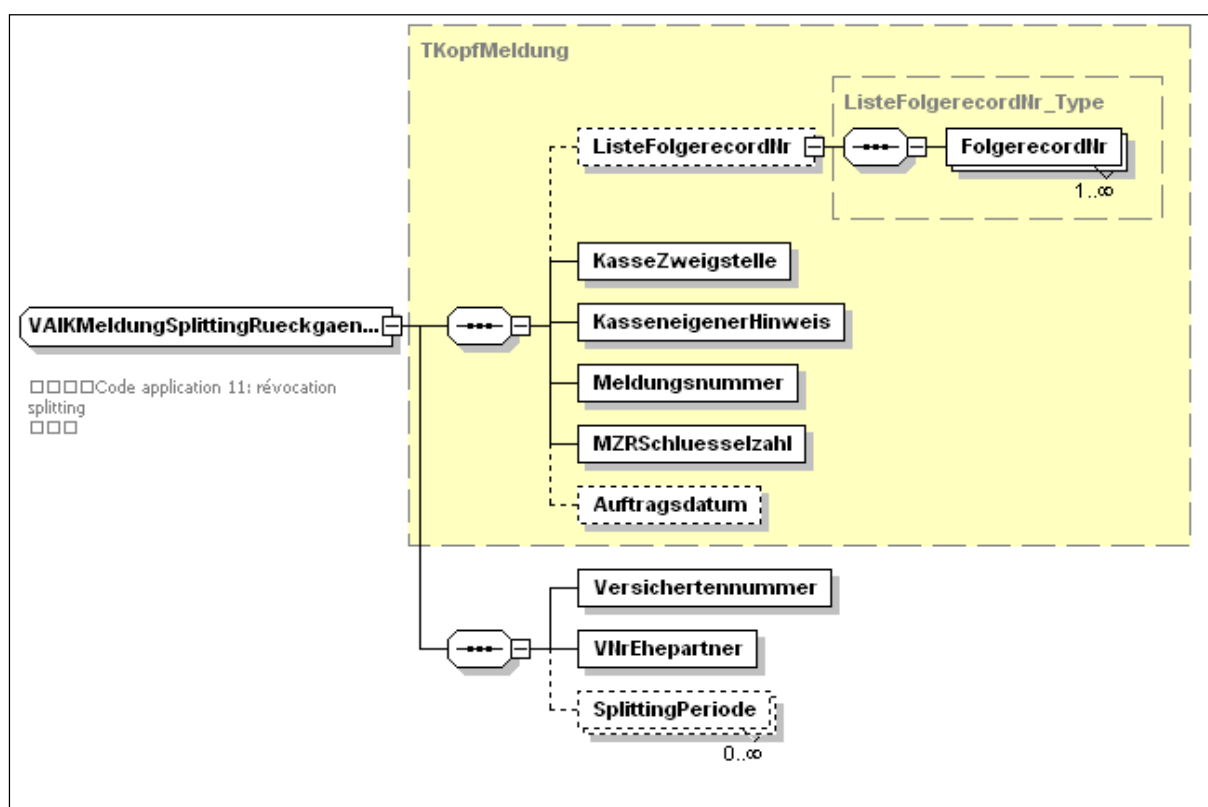 TKopfMeldung
ListeFolgerecordNr_Type
ListeFolgerecordNr
FolgerecordNr
1..∞
KasseZweigstelle
KasseneigenerHinweis
VAIKMeldungSplittingRueckgaen...
Meldungsnummer
□□□□Code application 11: révocation
splitting
□□□
MZRSchluesselzahl
Auftragsdatum
Versichertennummer
VNrEhepartner
SplittingPeriode
0..∞